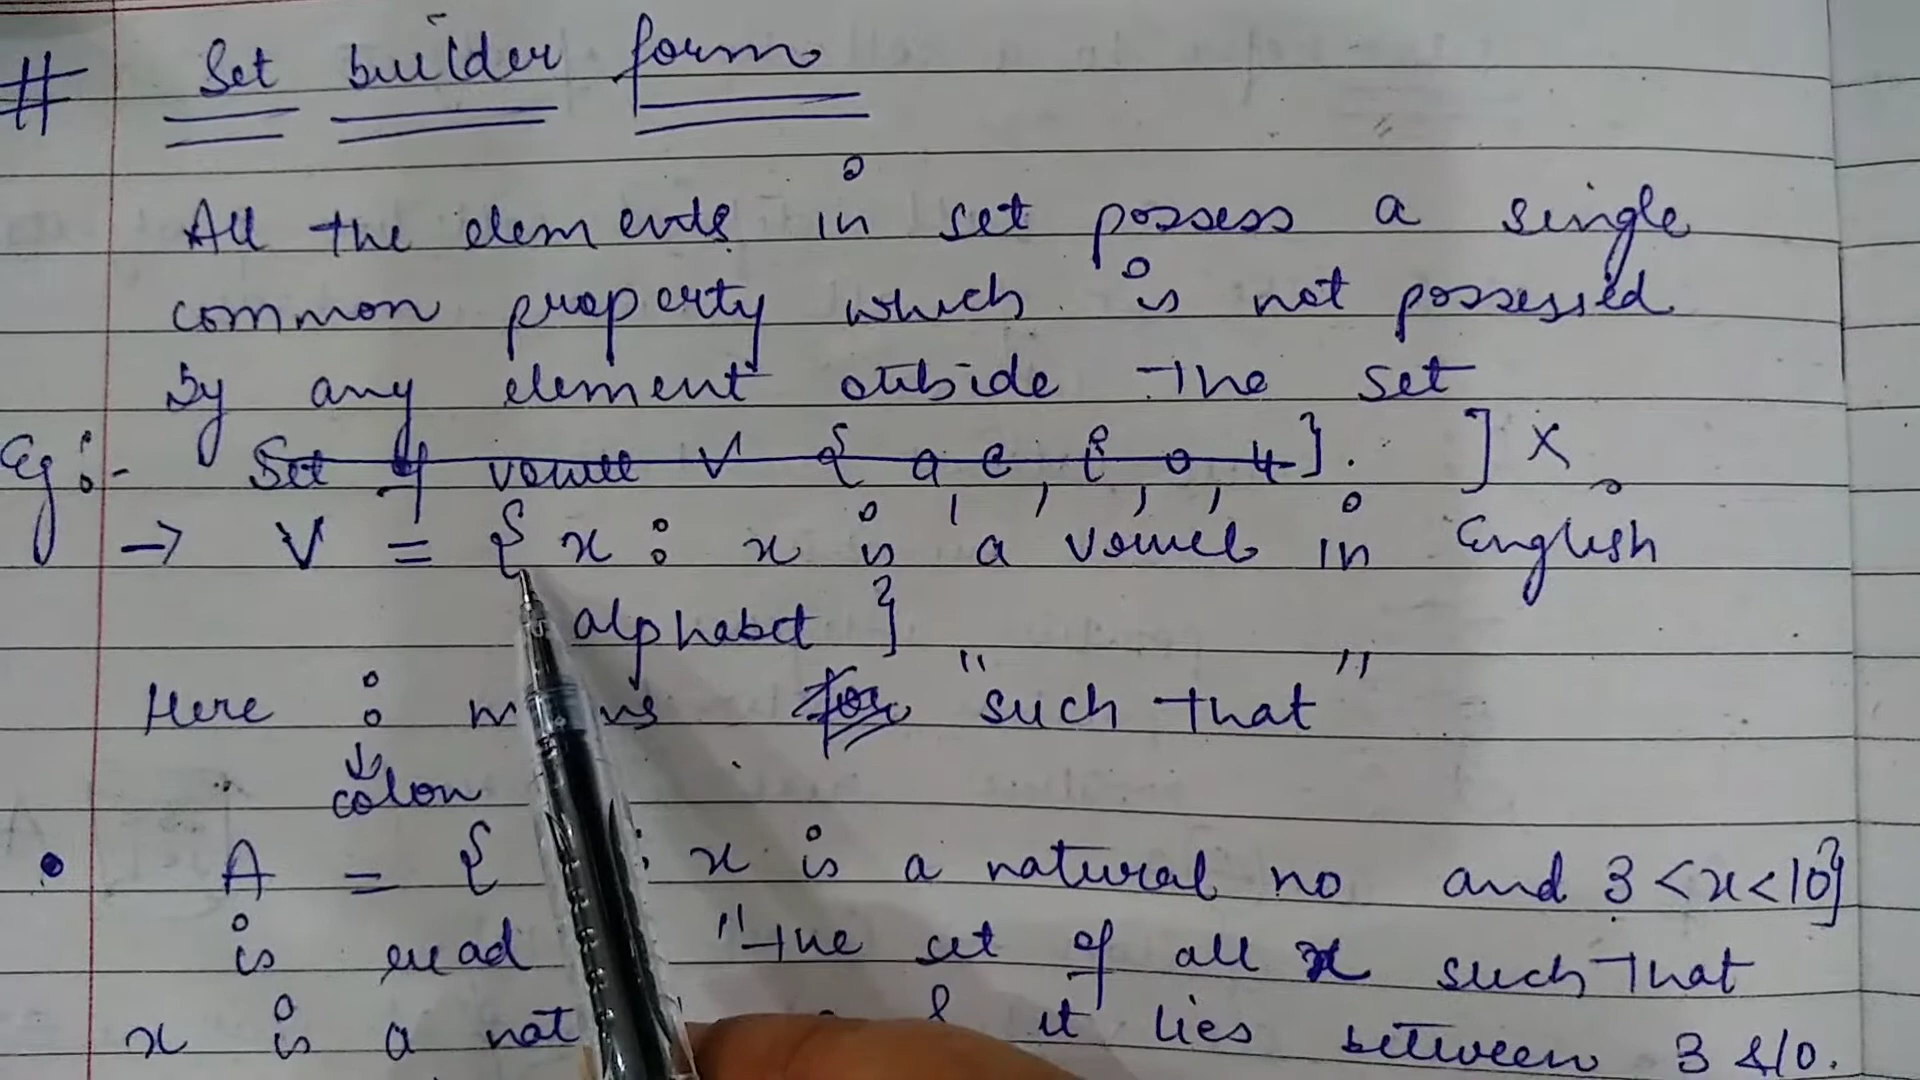 # Set builder form
All the elements in set possess a single
common property which is not possessed
by any element outside the set
Eg:- Set of vowel V {a, e, i, o, u}. ] X
→ V = {x : x is a vowel in English
alphabet}
Here : means for "such that"
↓
colon
• A = { : x is a natural no and 3 < x < 10}
is read "the set of all x such that
x is a nat & it lies between 3 & 10.